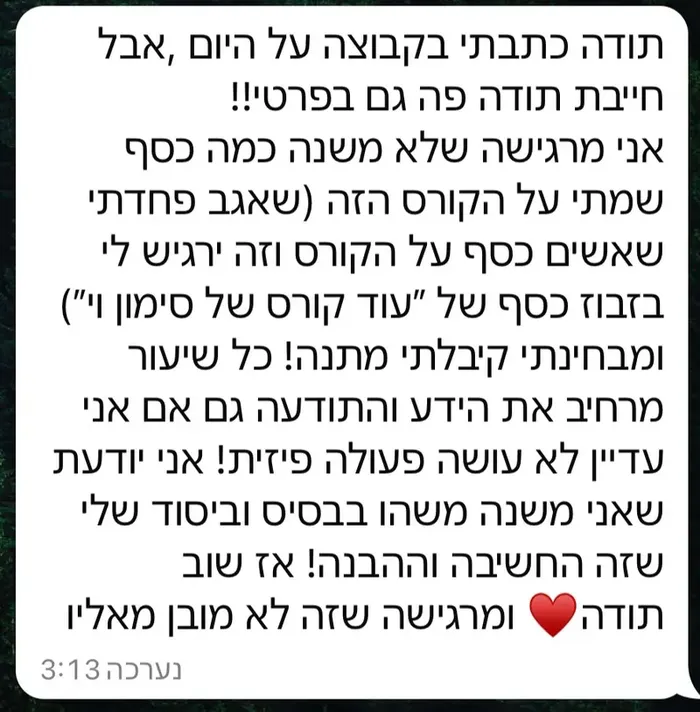 תודה כתבתי בקבוצה על היום ,אבל
חייבת תודה פה גם בפרטי!!
אני מרגישה שלא משנה כמה כסף
שמתי על הקורס הזה (שאגב פחדתי
שאשים כסף על הקורס וזה ירגיש לי
בזבוז כסף של ״עוד קורס של סימון וי״)
ומבחינתי קיבלתי מתנה! כל שיעור
מרחיב את הידע והתודעה גם אם אני
עדיין לא עושה פעולה פיזית! אני יודעת
שאני משנה משהו בבסיס וביסוד שלי
שזה החשיבה וההבנה! אז שוב
תודה♥️ ומרגישה שזה לא מובן מאליו
נערכה 3:13